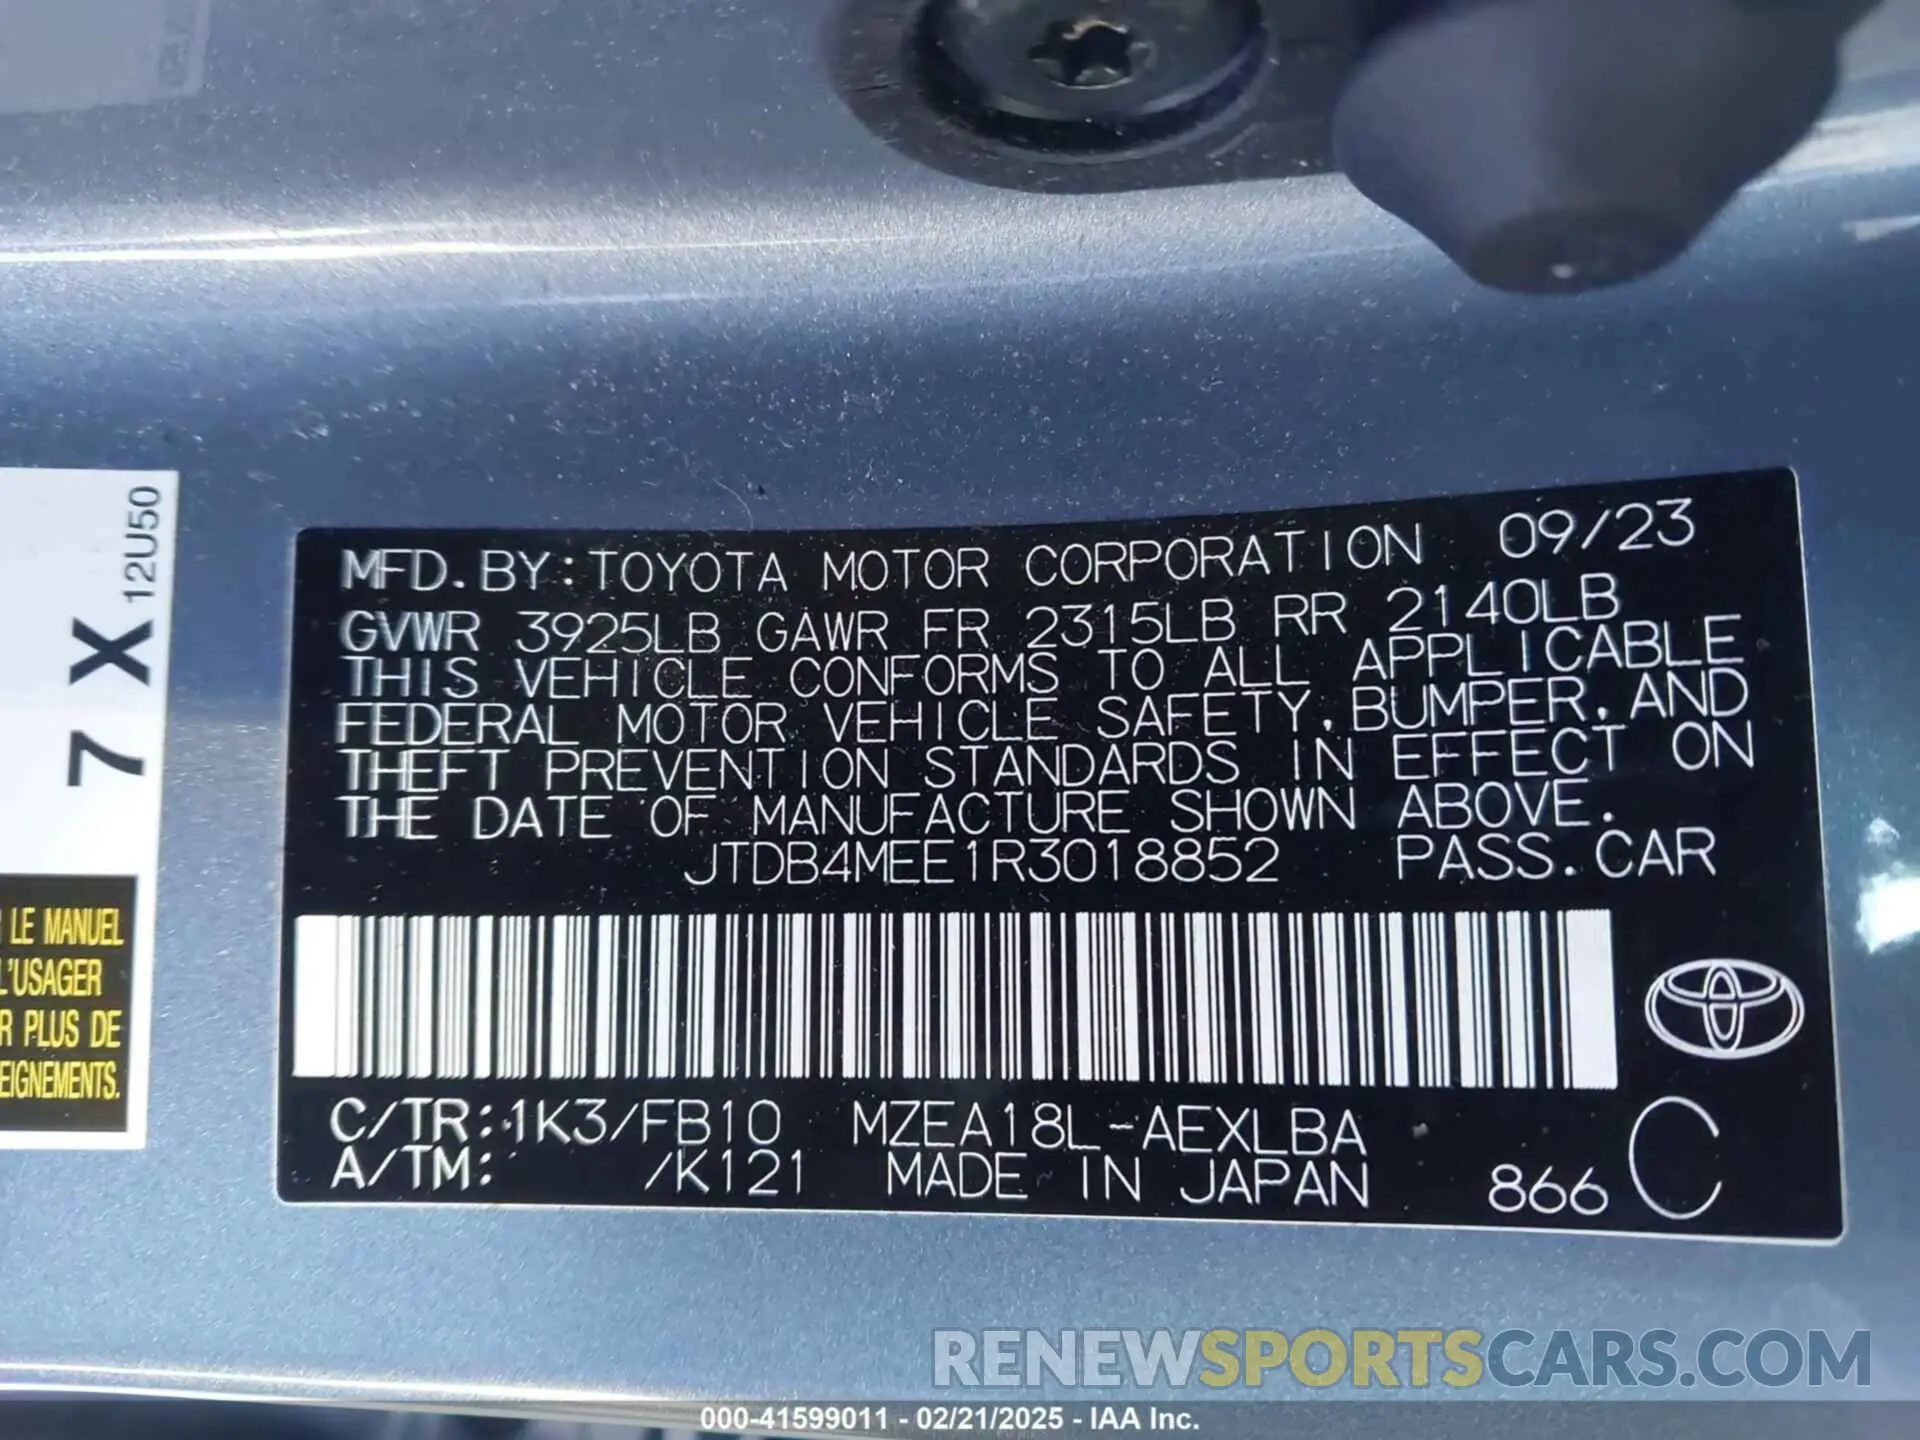 12U50
7 X
LE MANUEL
L'USAGER
R PLUS DE
EIGNEMENTS.
MFD. BY: TOYOTA MOTOR CORPORATION 09/23
GVWR 3925LB GAWR FR 2315LB RR 2140LB
THIS VEHICLE CONFORMS TO ALL APPLICABLE
FEDERAL MOTOR VEHICLE SAFETY, BUMPER, AND
THEFT PREVENTION STANDARDS IN EFFECT ON
THE DATE OF MANUFACTURE SHOWN ABOVE.
JTDB4MEE1R3018852 PASS. CAR
C/TR: 1K3/FB10 MZEA18L-AEXLBA
A/TM: /K121 MADE IN JAPAN 866 C
RENEWSPORTSCARS.COM
000-41599011 - 02/21/2025 - IAA Inc.